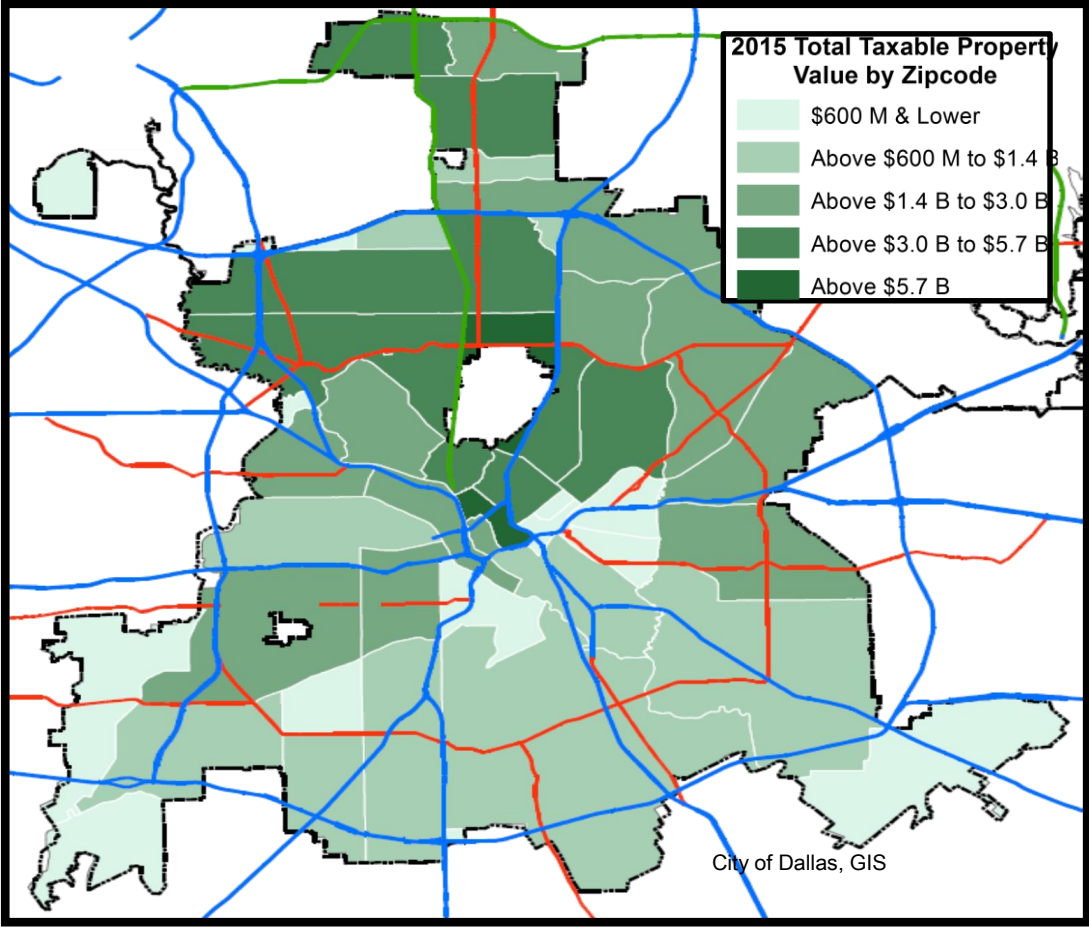 2015 Total Taxable Property
Value by Zipcode
$600 M & Lower
Above $600 M to $1.4 B
Above $1.4 B to $3.0 B
Above $3.0 B to $5.7 B
Above $5.7 B
City of Dallas, GIS